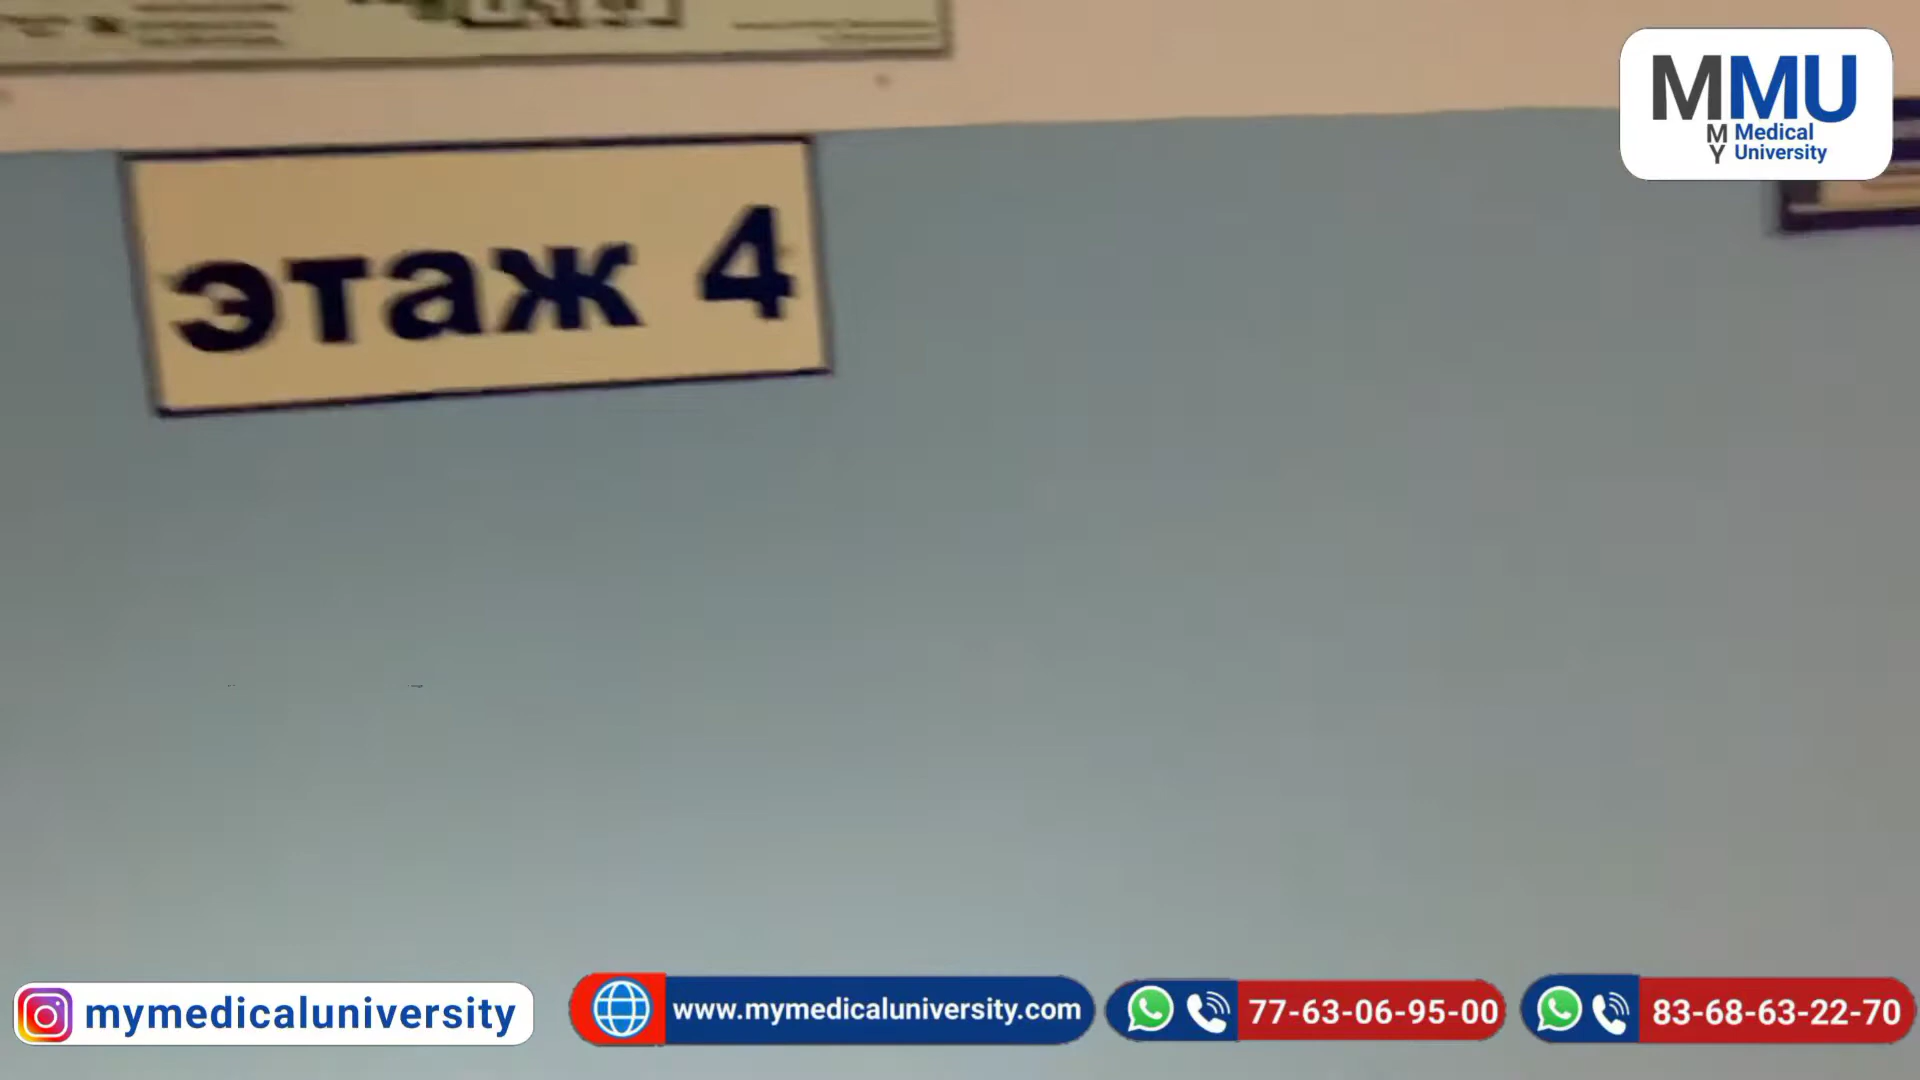 MMU
MY Medical
University
этаж 4
mymedicaluniversity
www.mymedicaluniversity.com
77-63-06-95-00
83-68-63-22-70